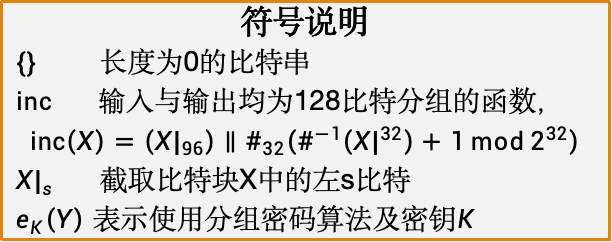 符号说明
{} 长度为0的比特串
inc 输入与输出均为128比特分组的函数,
inc(X) = (X|₉₆) ∥ #₃₂(#⁻¹(X|³²) + 1 mod 2³²)
X|ₛ 截取比特块X中的左s比特
e_K(Y) 表示使用分组密码算法及密钥K